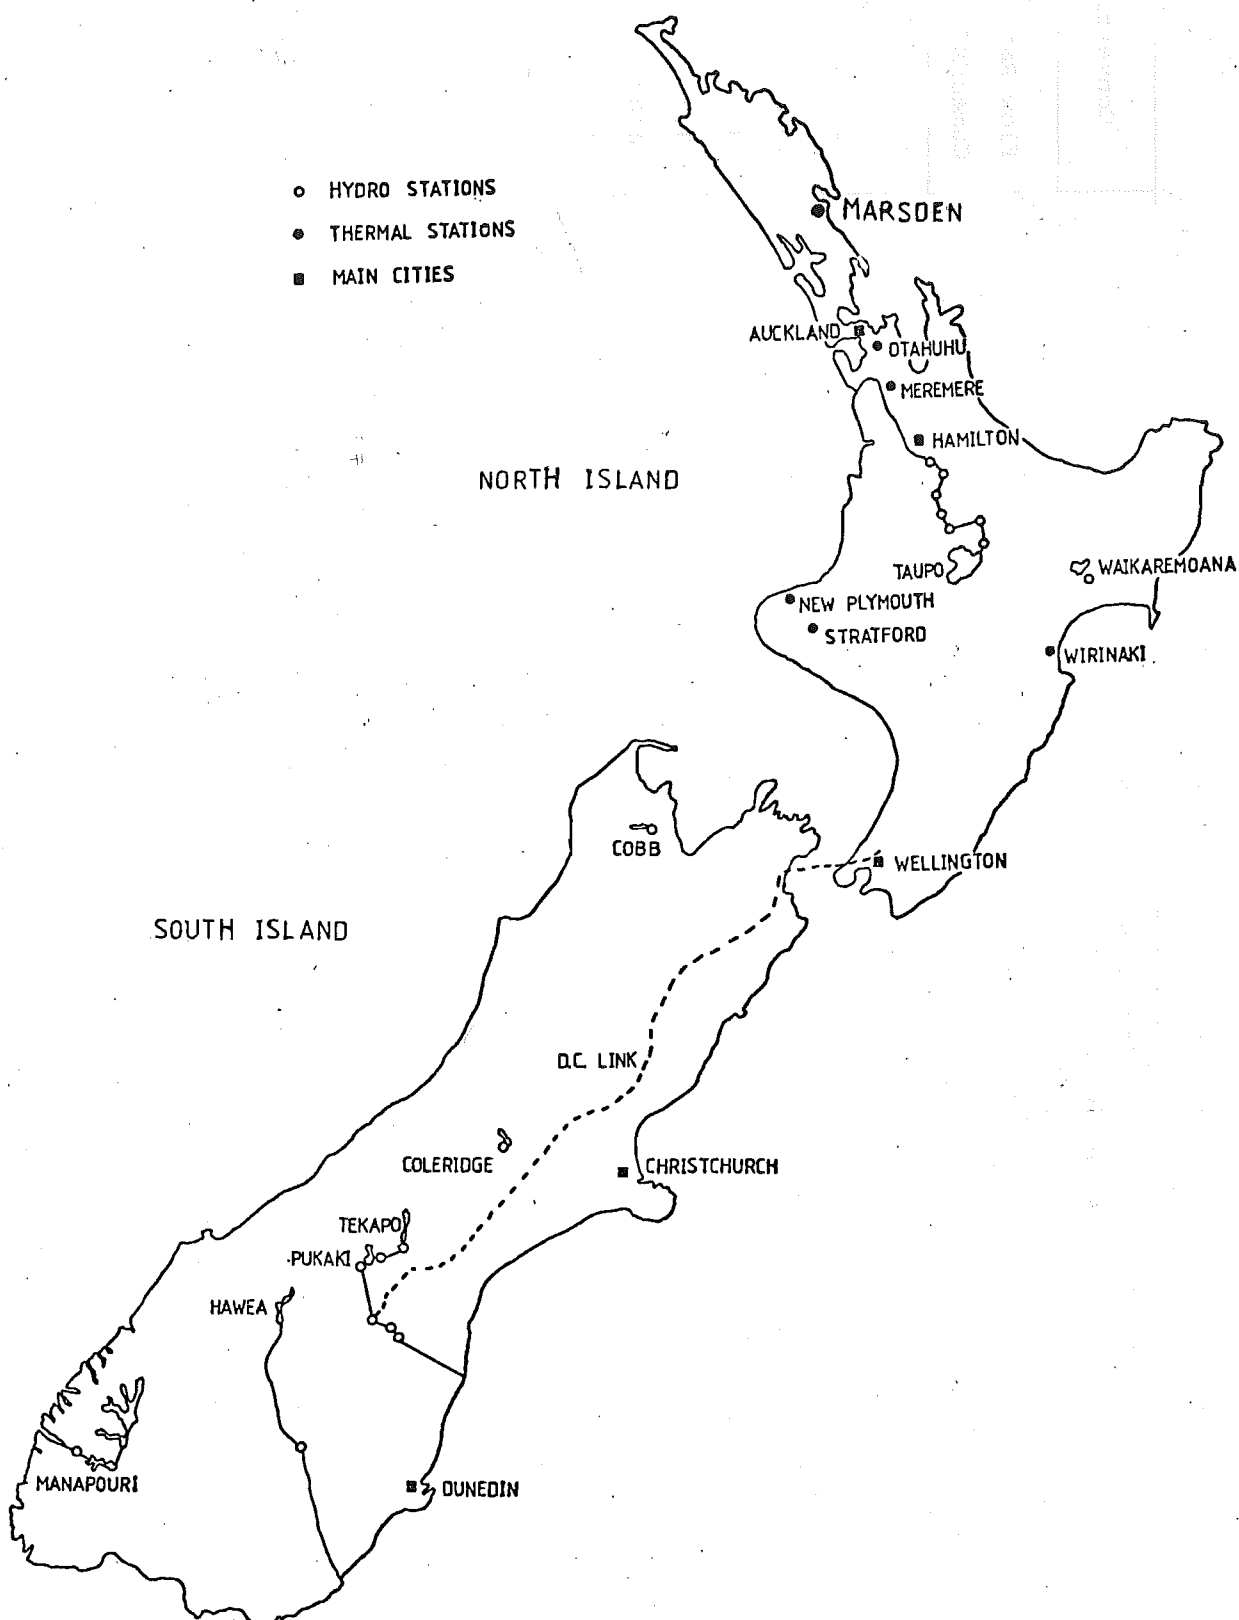 HYDRO STATIONS
THERMAL STATIONS
MAIN CITIES
MARSDEN
AUCKLAND
OTAHUHU
MEREMERE
HAMILTON
NORTH ISLAND
TAUPO
WAIKAREMOANA
NEW PLYMOUTH
STRATFORD
WIRINAKI
COBB
WELLINGTON
SOUTH ISLAND
D.C. LINK
COLERIDGE
CHRISTCHURCH
TEKAPO
PUKAKI
HAWEA
MANAPOURI
DUNEDIN